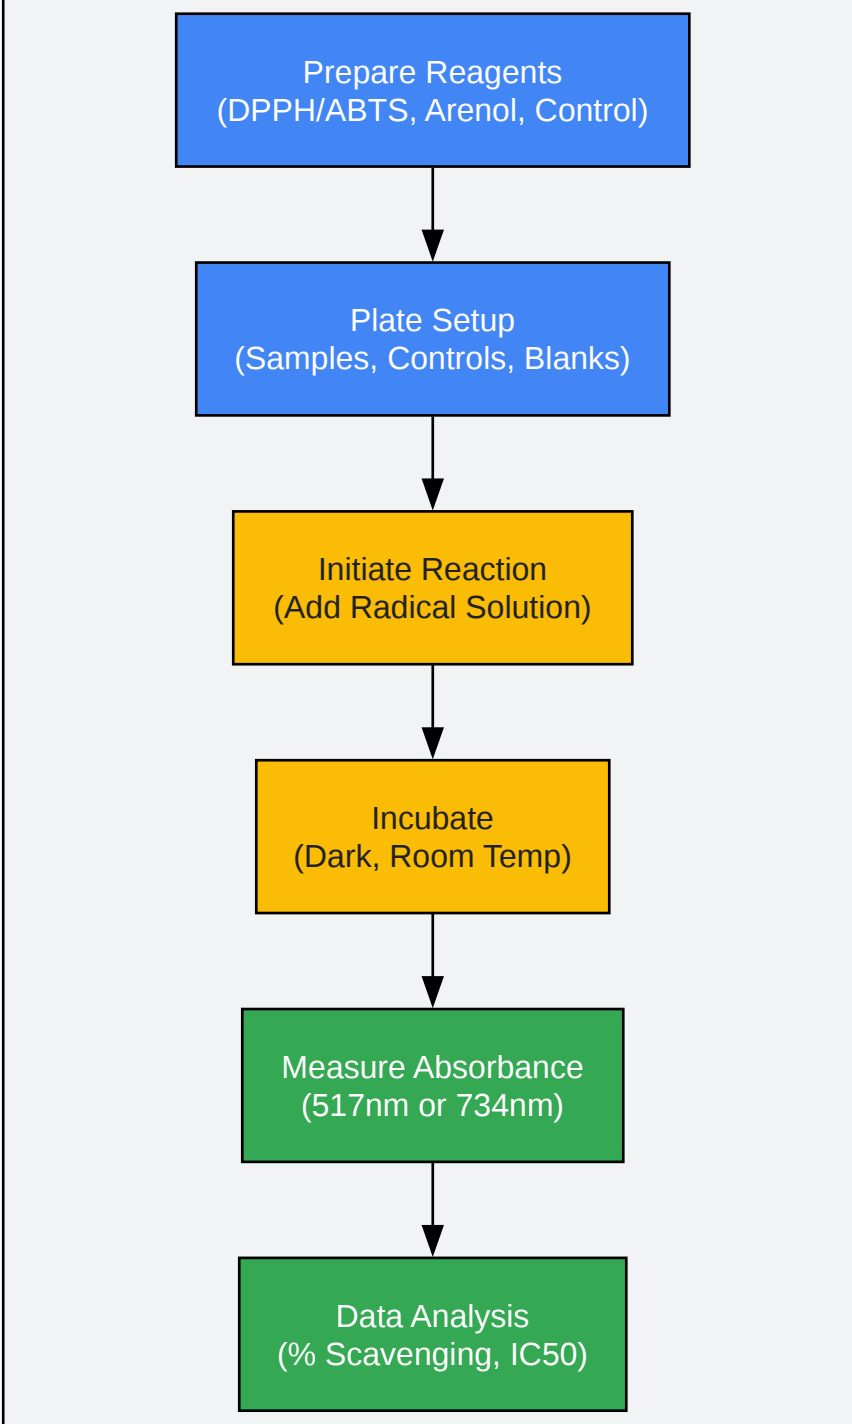 Prepare Reagents
(DPPH/ABTS, Arenol, Control)
Plate Setup
(Samples, Controls, Blanks)
Initiate Reaction
(Add Radical Solution)
Incubate
(Dark, Room Temp)
Measure Absorbance
(517nm or 734nm)
Data Analysis
(% Scavenging, IC50)